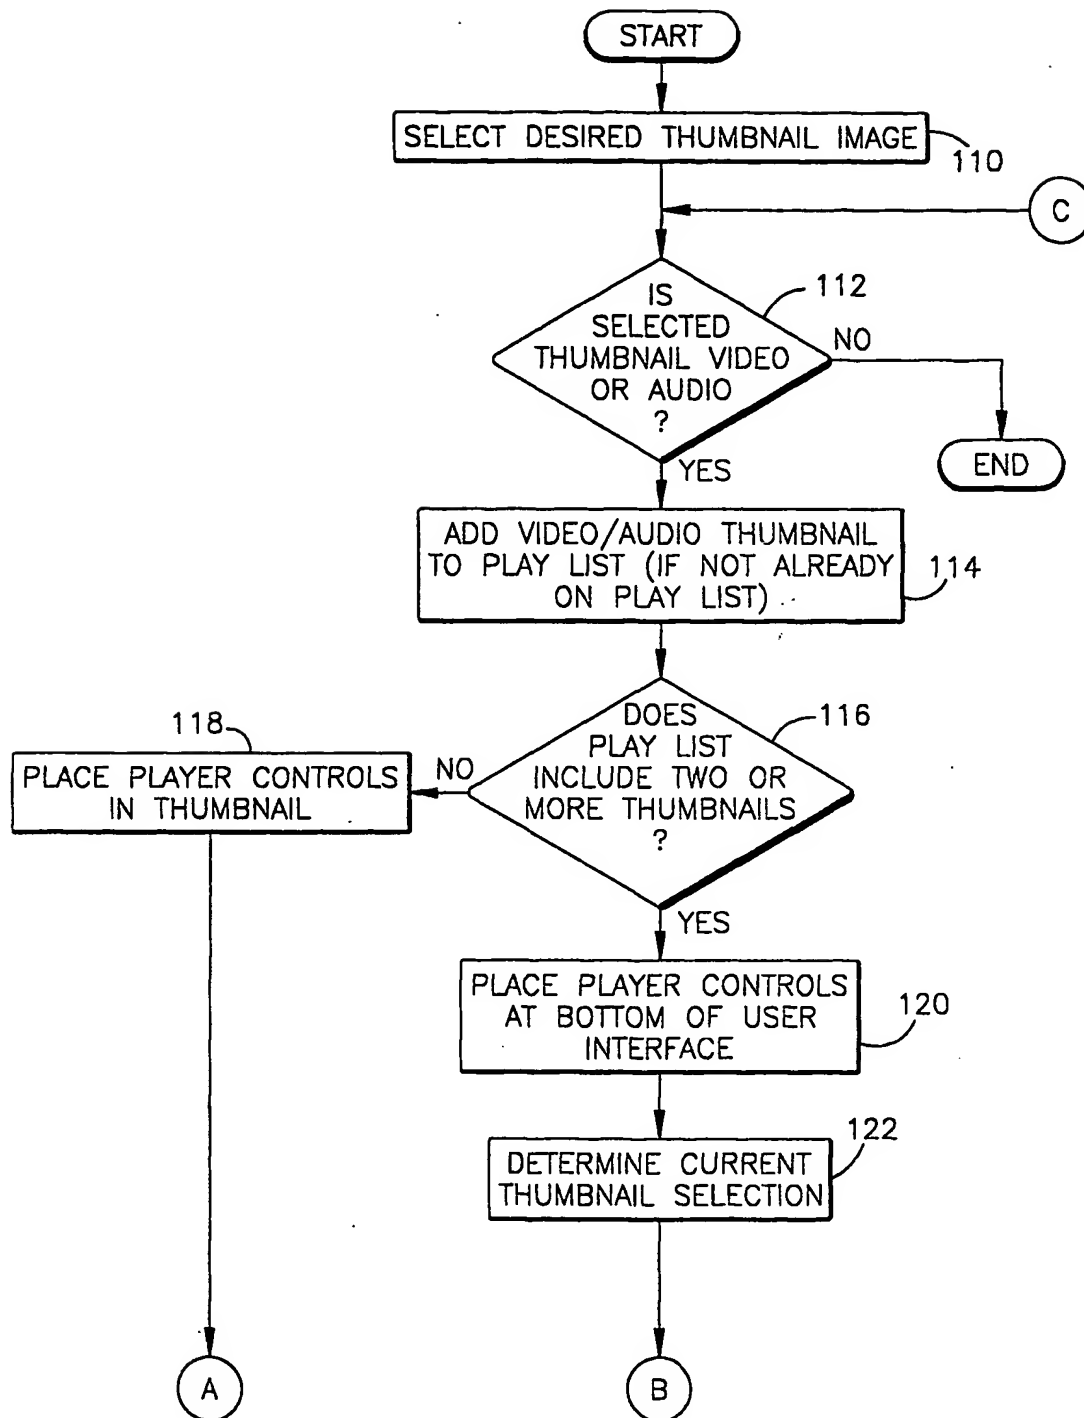 START
SELECT DESIRED THUMBNAIL IMAGE
110
C
112
IS
SELECTED
THUMBNAIL VIDEO
OR AUDIO
?
NO
END
YES
ADD VIDEO/AUDIO THUMBNAIL
TO PLAY LIST (IF NOT ALREADY
ON PLAY LIST)
114
116
DOES
PLAY LIST
INCLUDE TWO OR
MORE THUMBNAILS
?
NO
118
PLACE PLAYER CONTROLS
IN THUMBNAIL
YES
PLACE PLAYER CONTROLS
AT BOTTOM OF USER
INTERFACE
120
122
DETERMINE CURRENT
THUMBNAIL SELECTION
A
B